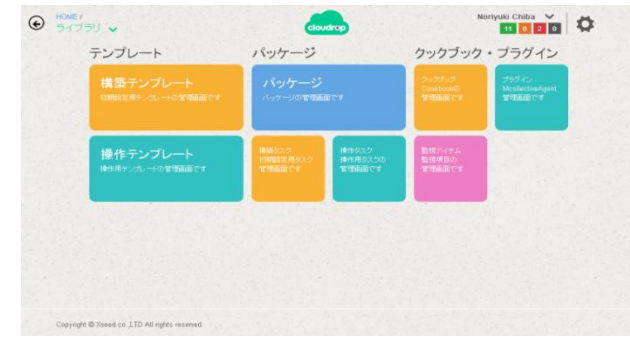 HOME /
ライブラリ
cloudrop
Noriyuki Chiba
11 0 2 0
テンプレート
パッケージ
クックブック・プラグイン
構築テンプレート
初期設定用テンプレートの管理画面です
パッケージ
パッケージの管理画面です
クックブック
Cookbookの
管理画面です
プラグイン
McollectiveAgent
管理画面です
操作テンプレート
操作用テンプレートの管理画面です
構築タスク
初期設定用タスク
管理画面です
操作タスク
操作用タスクの
管理画面です
監視アイテム
監視項目の
管理画面です
Copyright © Xseed co.,LTD All rights reserved.